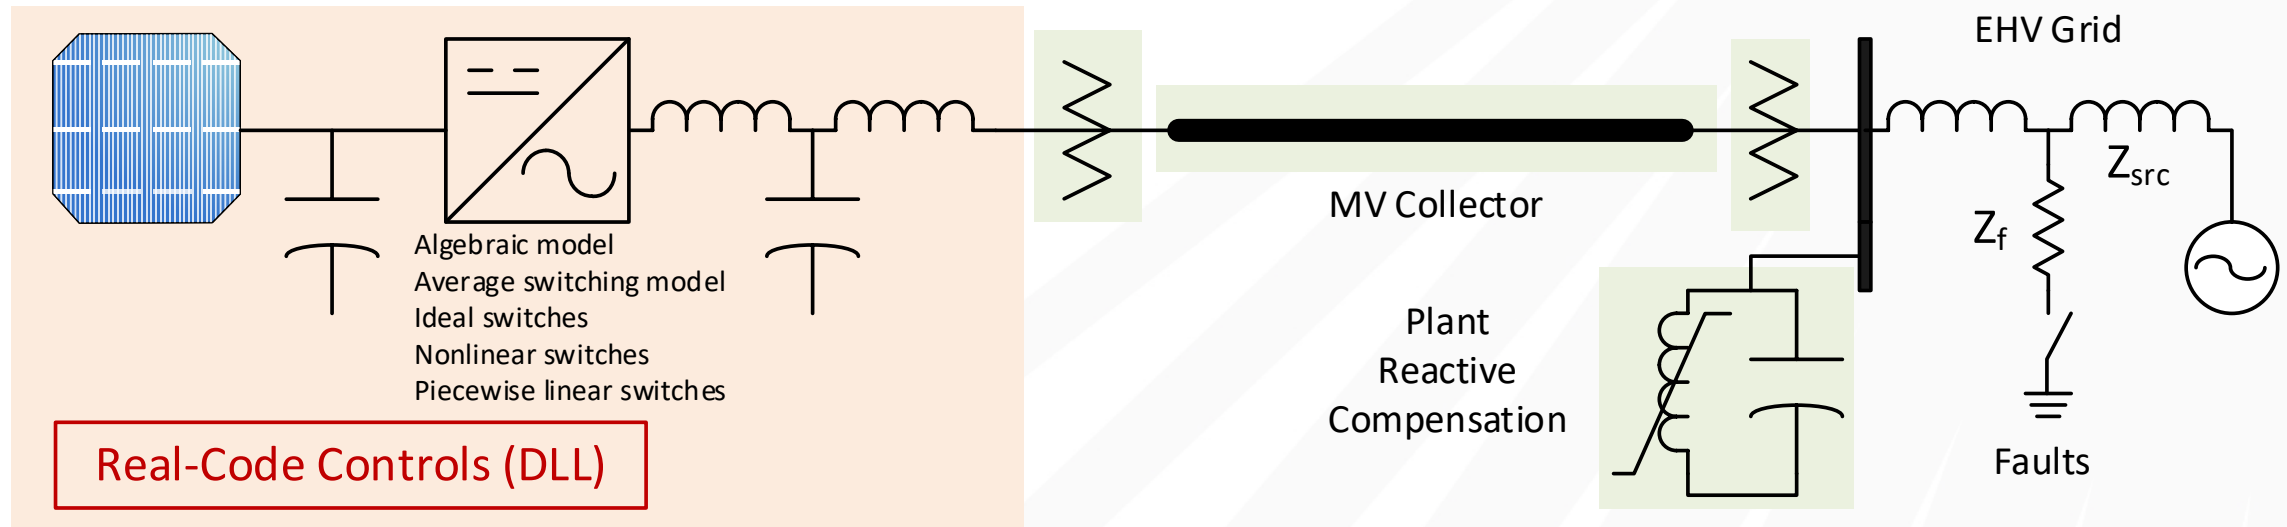 Algebraic model
Average switching model
Ideal switches
Nonlinear switches
Piecewise linear switches
Real-Code Controls (DLL)
MV Collector
Plant
Reactive
Compensation
EHV Grid
Zsrc
Zf
Faults